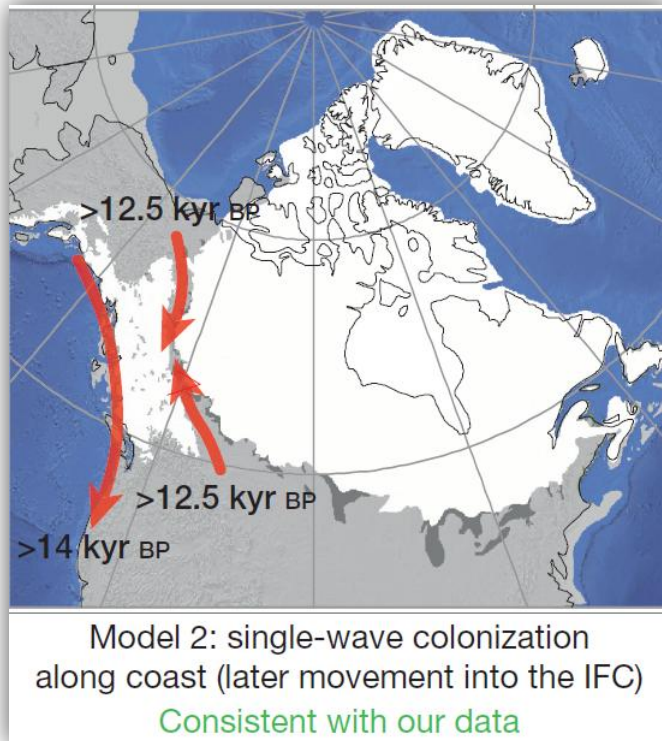 >12.5 kyr BP
>12.5 kyr BP
>14 kyr BP
Model 2: single-wave colonization
along coast (later movement into the IFC)
Consistent with our data